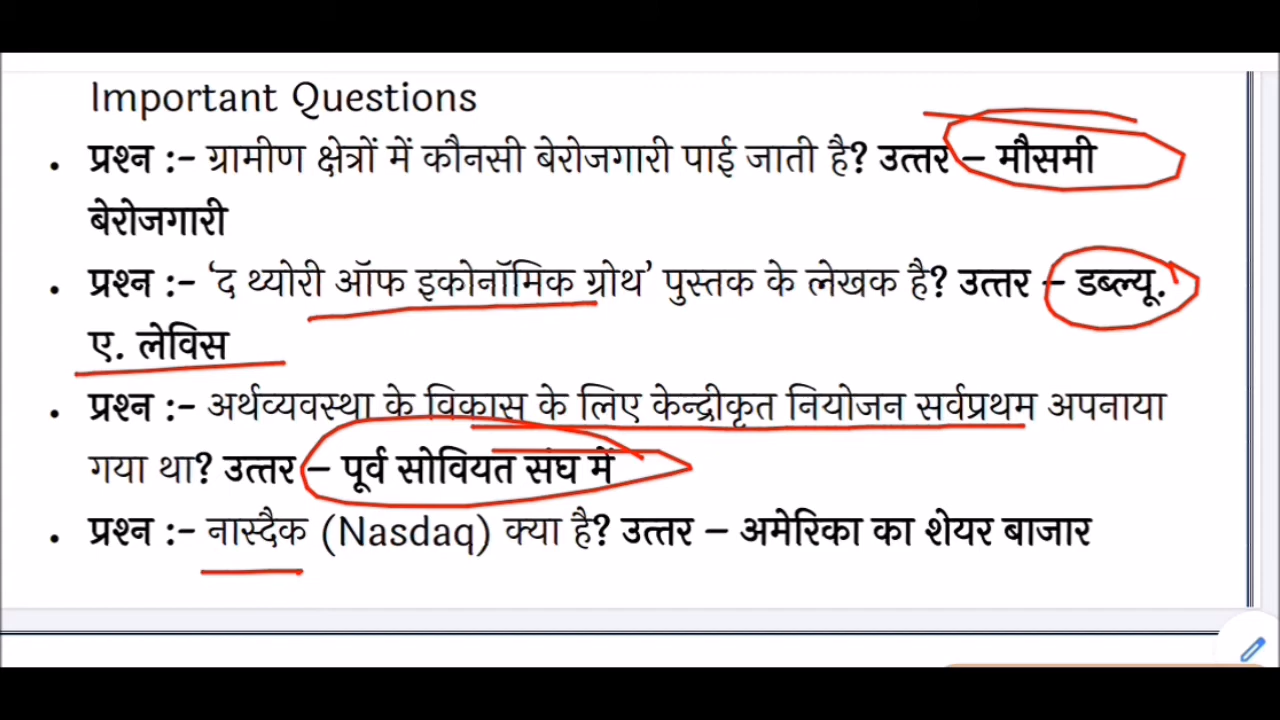 Important Questions
• प्रश्न :- ग्रामीण क्षेत्रों में कौनसी बेरोजगारी पाई जाती है? उत्तर – मौसमी
बेरोजगारी
• प्रश्न :- ‘द थ्योरी ऑफ इकोनॉमिक ग्रोथ’ पुस्तक के लेखक है? उत्तर – डब्ल्यू.
ए. लेविस
• प्रश्न :- अर्थव्यवस्था के विकास के लिए केन्द्रीकृत नियोजन सर्वप्रथम अपनाया
गया था? उत्तर – पूर्व सोवियत संघ में
• प्रश्न :- नास्दैक (Nasdaq) क्या है? उत्तर – अमेरिका का शेयर बाजार